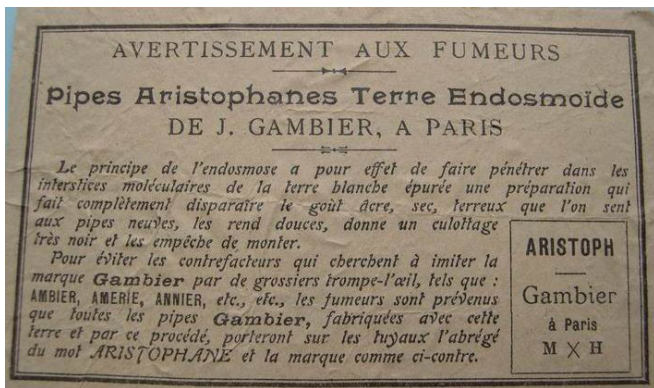 AVERTISSEMENT AUX FUMEURS
Pipes Aristophanes Terre Endosmoïde
DE J. GAMBIER, A PARIS
Le principe de l'endosmose a pour effet de faire pénétrer dans les
interstices moléculaires de la terre blanche épurée une préparation qui
fait complètement disparaître le goût âcre, sec, terreux que l'on sent
aux pipes neuves, les rend douces, donne un culottage
très noir et les empêche de monter.
Pour éviter les contrefacteurs qui cherchent à imiter la
marque Gambier par de grossiers trompe-l'œil, tels que :
AMBIER, AMERIE, ANNIER, etc., etc., les fumeurs sont prévenus
que toutes les pipes Gambier, fabriquées avec cette
terre et par ce procédé, porteront sur les tuyaux l'abrégé
du mot ARISTOPHANE et la marque comme ci-contre.
ARISTOPH
Gambier
à Paris
M X H